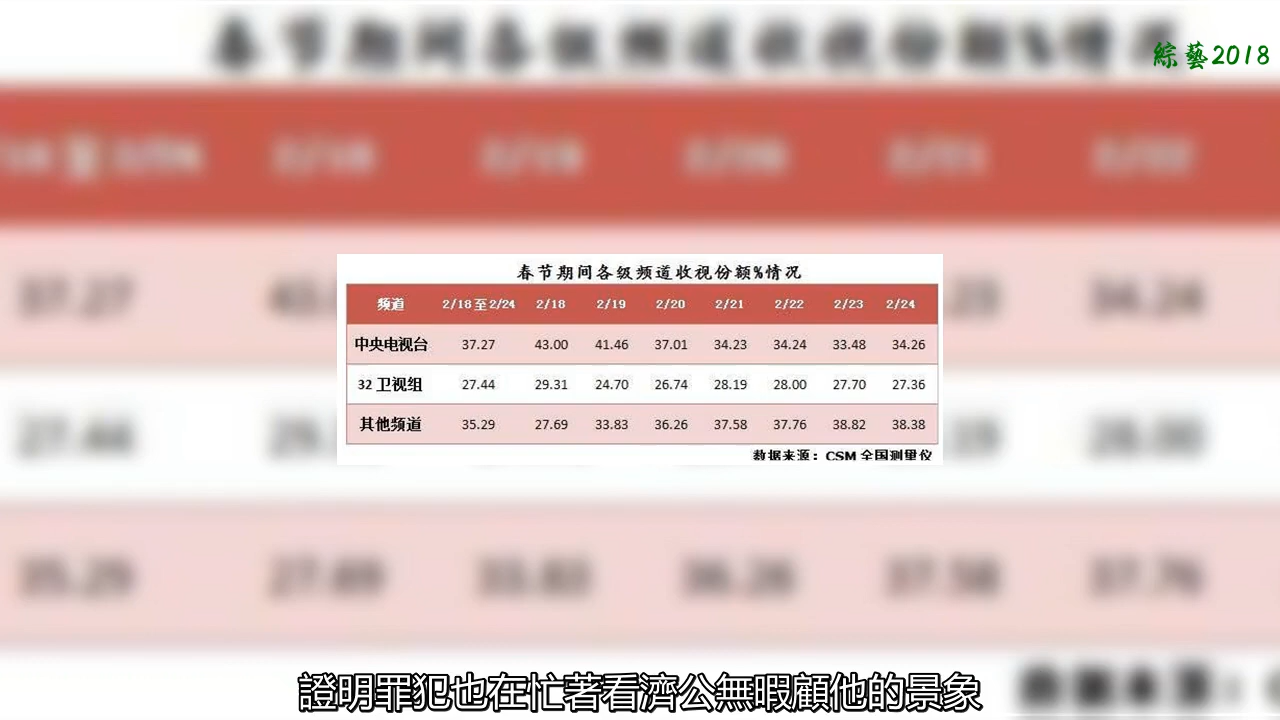 綜藝2018
春节期间各级频道收视份额%情况
频道 2/18至2/24 2/18 2/19 2/20 2/21 2/22 2/23 2/24
中央电视台 37.27 43.00 41.46 37.01 34.23 34.24 33.48 34.26
32卫视组 27.44 29.31 24.70 26.74 28.19 28.00 27.70 27.36
其他频道 35.29 27.69 33.83 36.26 37.58 37.76 38.82 38.38
数据来源：CSM全国测量仪
證明罪犯也在忙著看濟公無暇顧他的景象